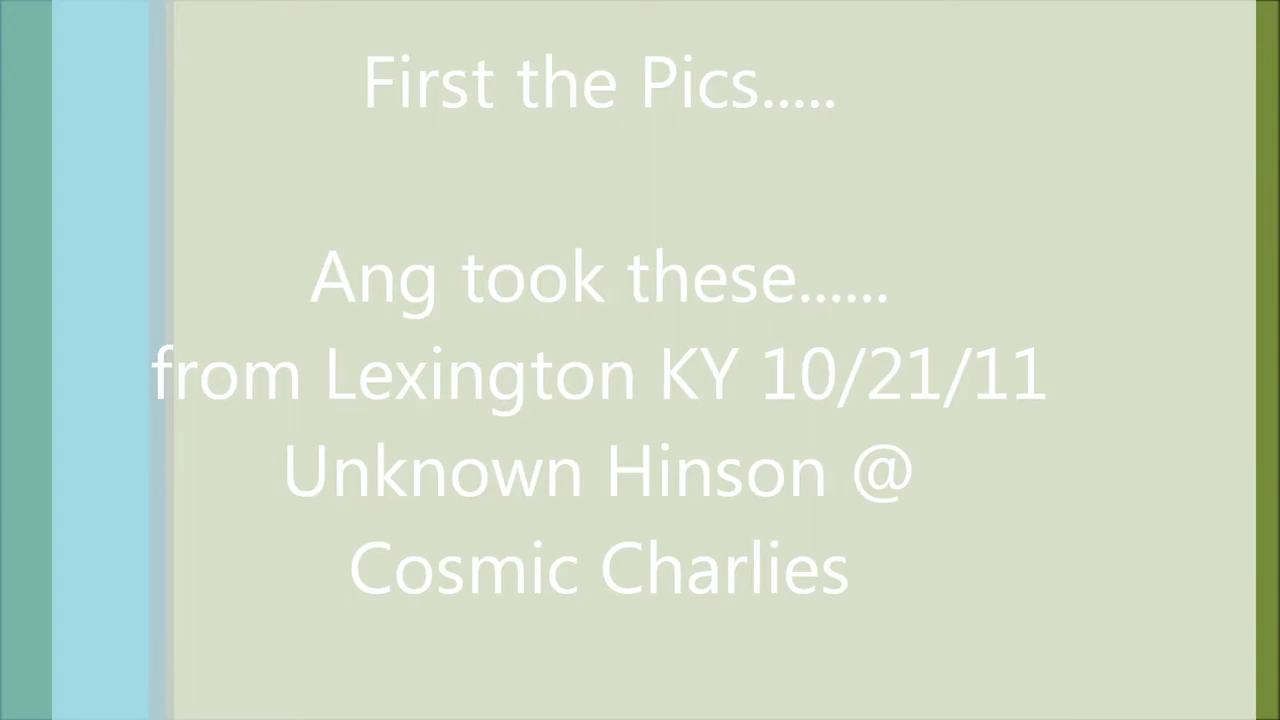 First the Pics.....
Ang took these......
from Lexington KY 10/21/11
Unknown Hinson @
Cosmic Charlies